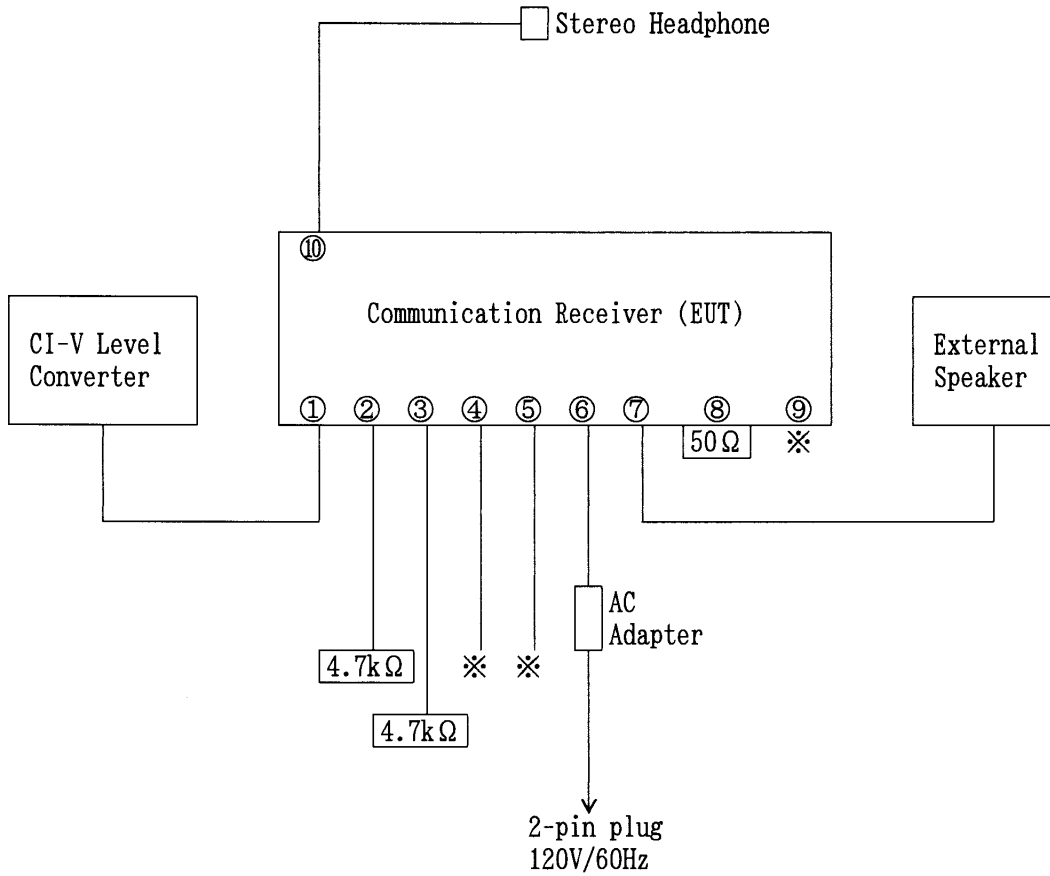 Stereo Headphone
⑩
Communication Receiver (EUT)
CI-V Level
Converter
External
Speaker
① ② ③ ④ ⑤ ⑥ ⑦ ⑧ ⑨
50Ω ※
AC
Adapter
4.7kΩ ※ ※
4.7kΩ
2-pin plug
120V/60Hz